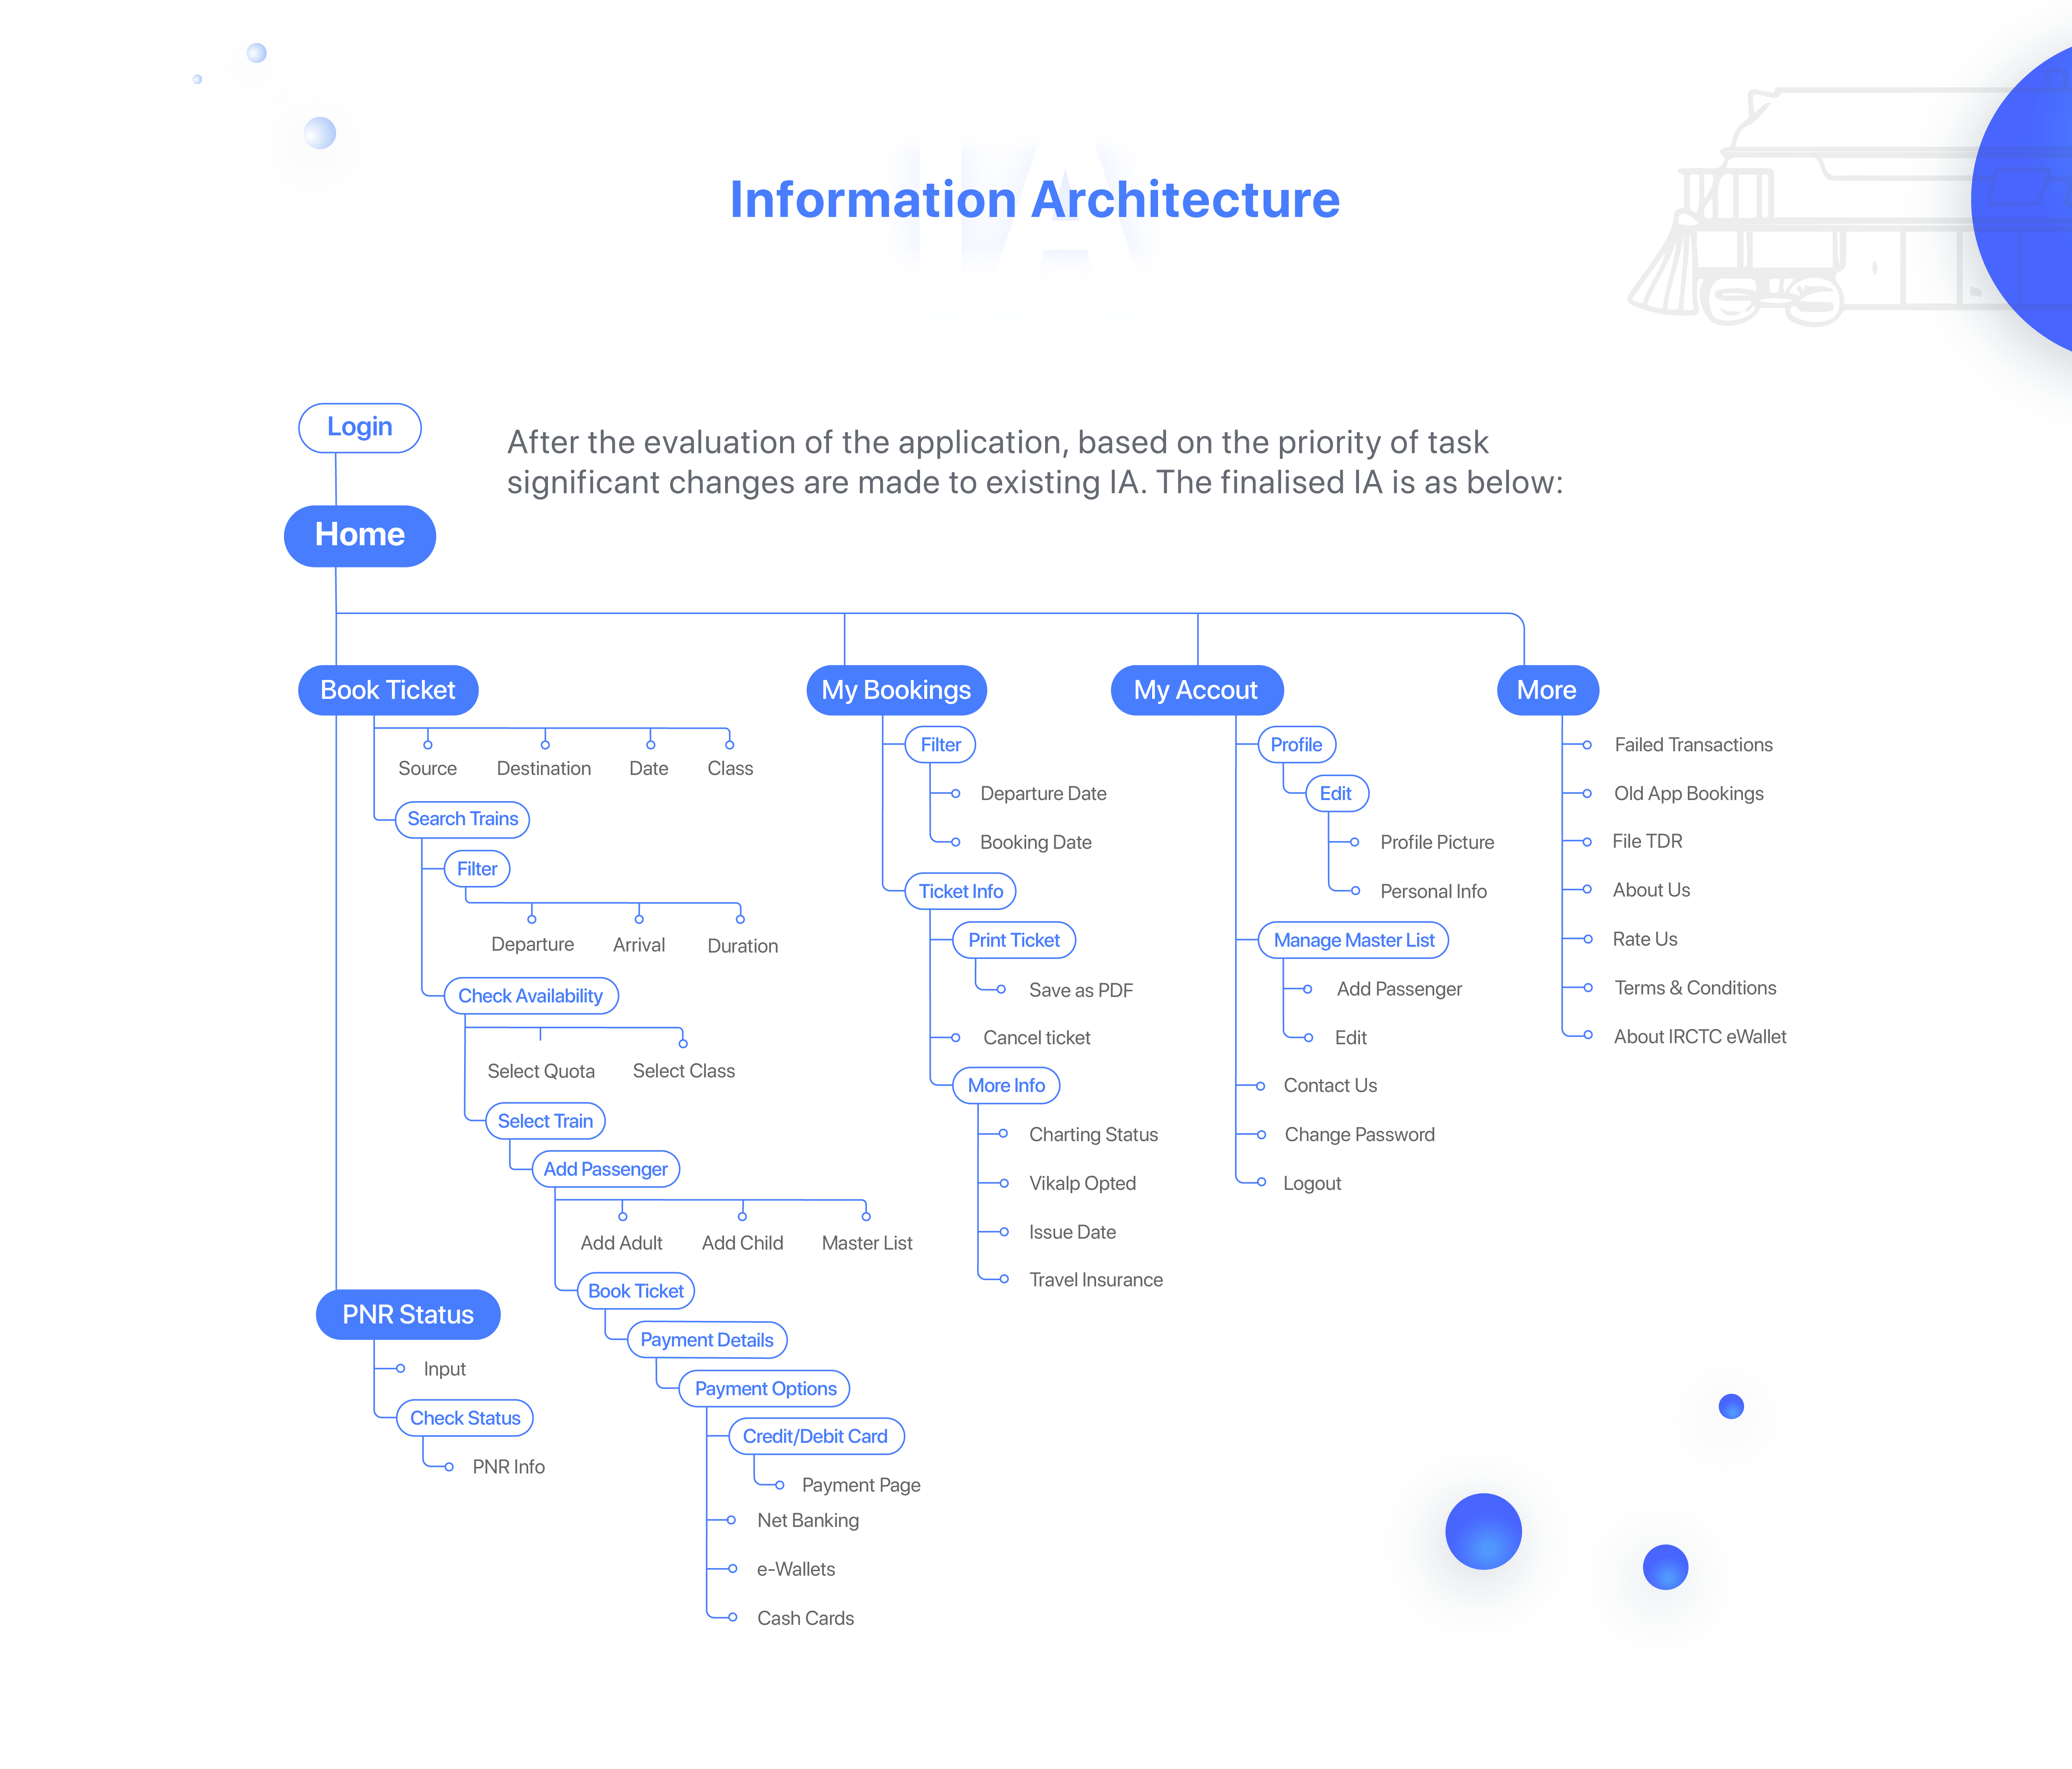 IA
Information Architecture
Login
After the evaluation of the application, based on the priority of task
significant changes are made to existing IA. The finalised IA is as below:
Home
Book Ticket
Source Destination Date Class
Search Trains
Filter
Departure Arrival Duration
Check Availability
Select Quota Select Class
Select Train
Add Passenger
Add Adult Add Child Master List
Book Ticket
Payment Details
Payment Options
Credit/Debit Card
Payment Page
Net Banking
e-Wallets
Cash Cards
PNR Status
Input
Check Status
PNR Info
My Bookings
Filter
Departure Date
Booking Date
Ticket Info
Print Ticket
Save as PDF
Cancel ticket
More Info
Charting Status
Vikalp Opted
Issue Date
Travel Insurance
My Accout
Profile
Edit
Profile Picture
Personal Info
Manage Master List
Add Passenger
Edit
Contact Us
Change Password
Logout
More
Failed Transactions
Old App Bookings
File TDR
About Us
Rate Us
Terms & Conditions
About IRCTC eWallet